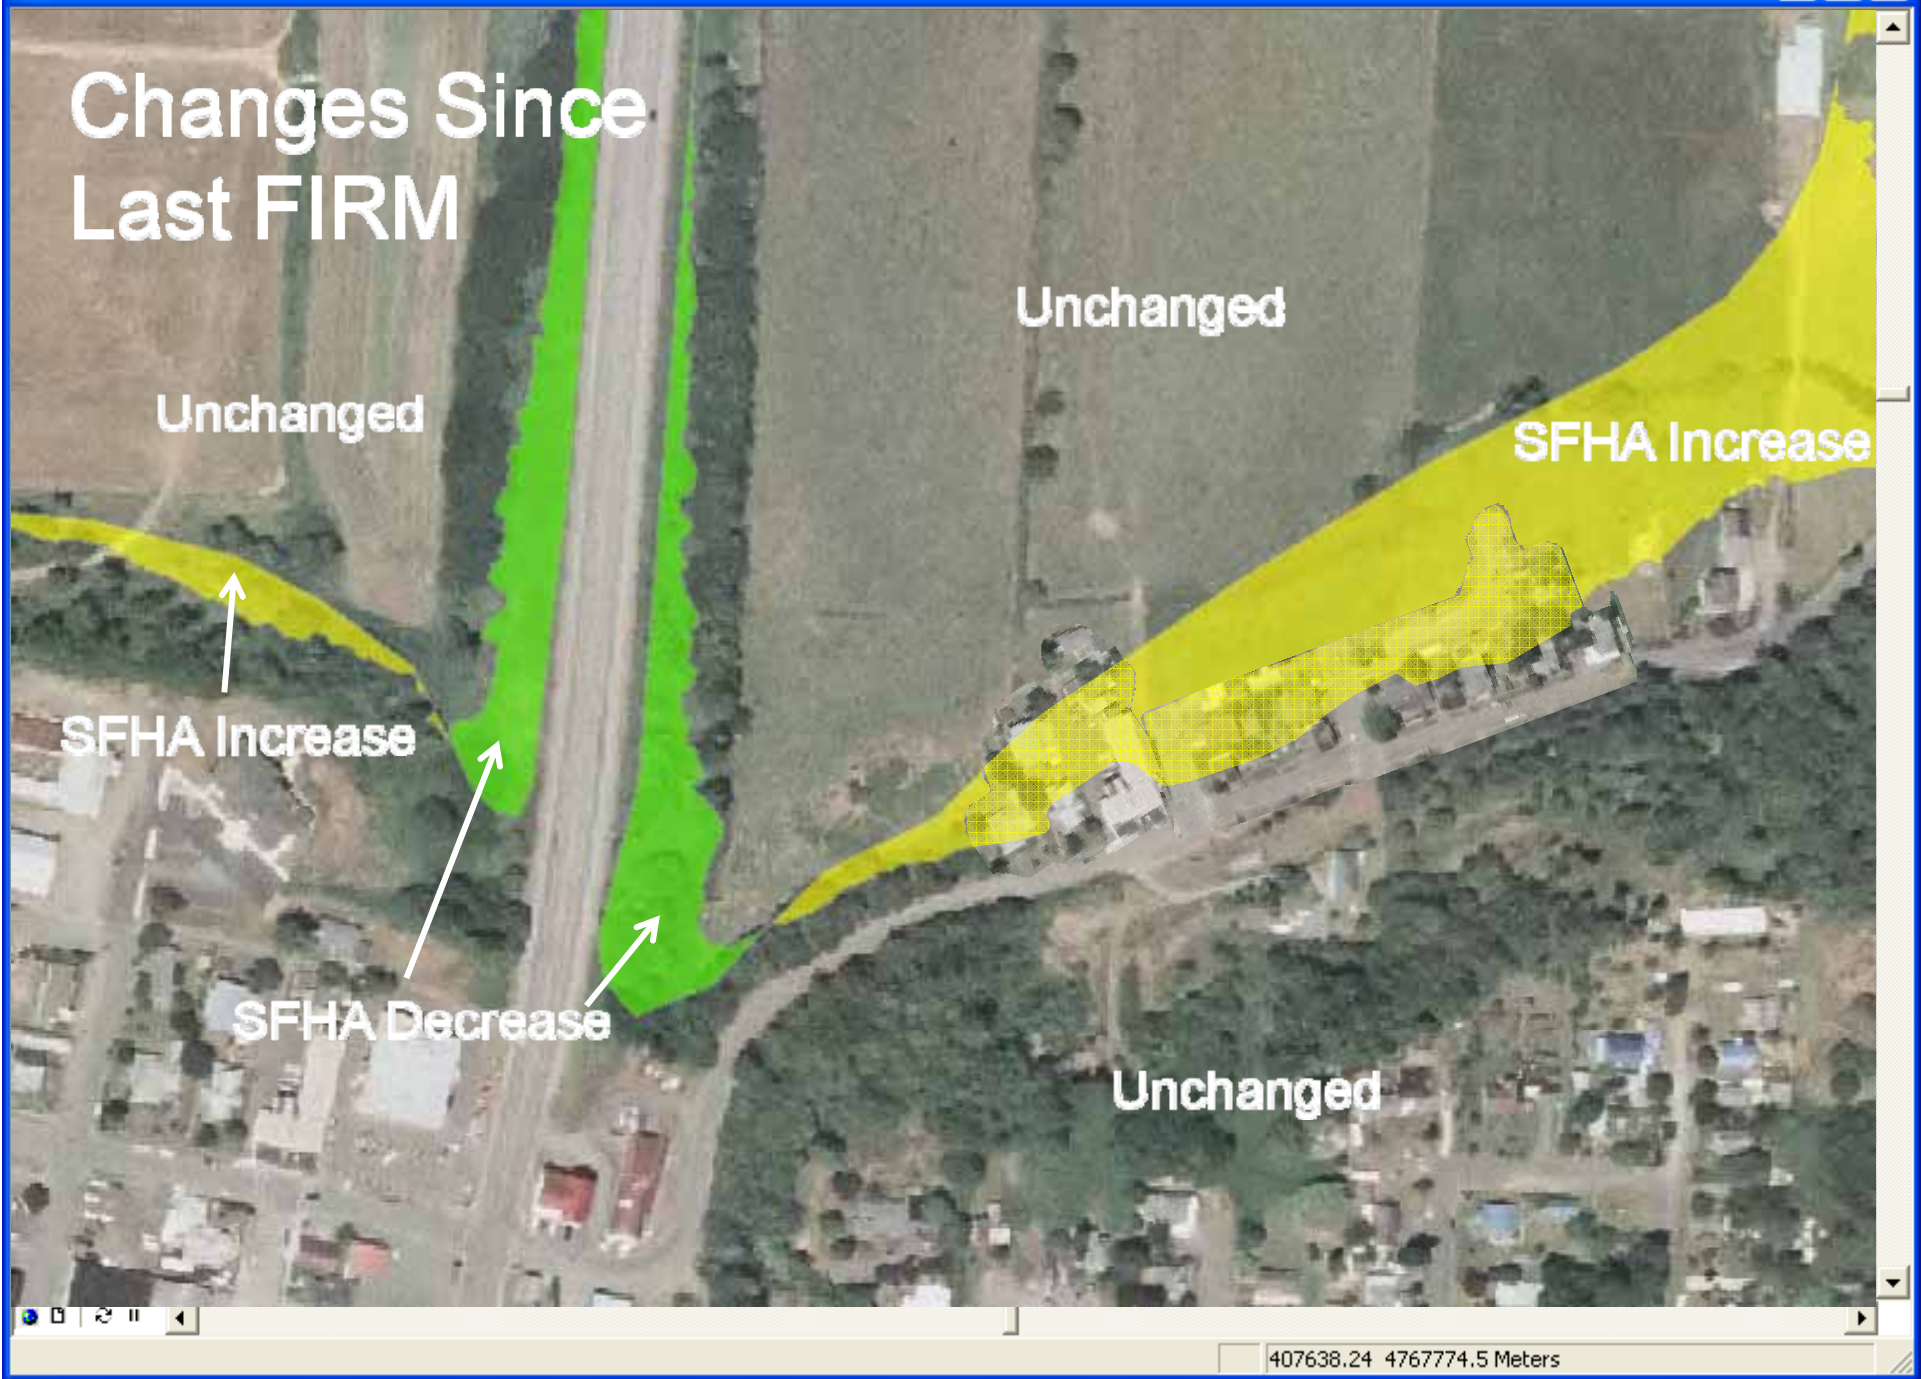 Changes Since
Last FIRM
Unchanged
Unchanged
SFHA Increase
SFHA Increase
SFHA Decrease
Unchanged
407638.24 4767774.5 Meters